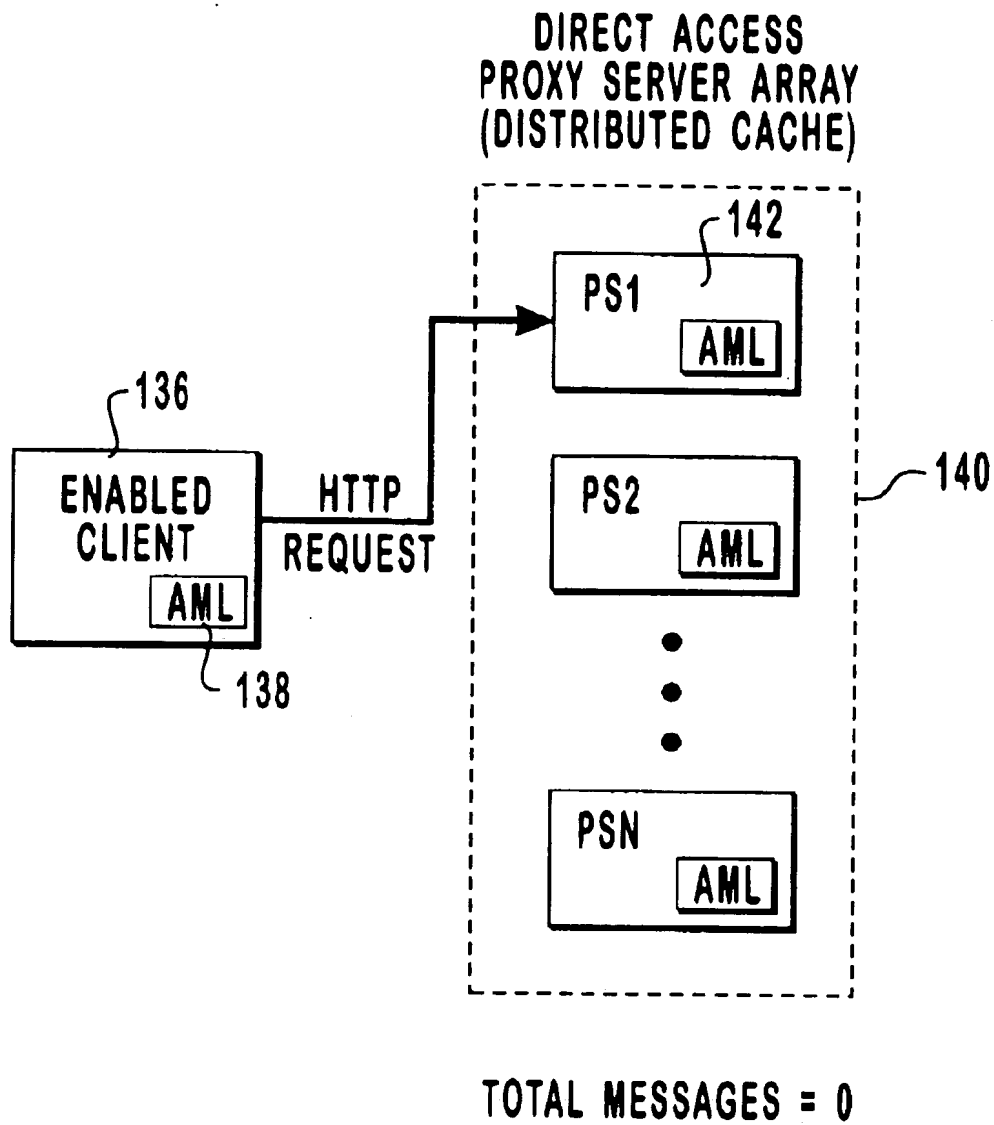 DIRECT ACCESS
PROXY SERVER ARRAY
(DISTRIBUTED CACHE)
142
PS1
AML
136
ENABLED
CLIENT
AML
138
HTTP
REQUEST
140
PS2
AML
PSN
AML
TOTAL MESSAGES = 0